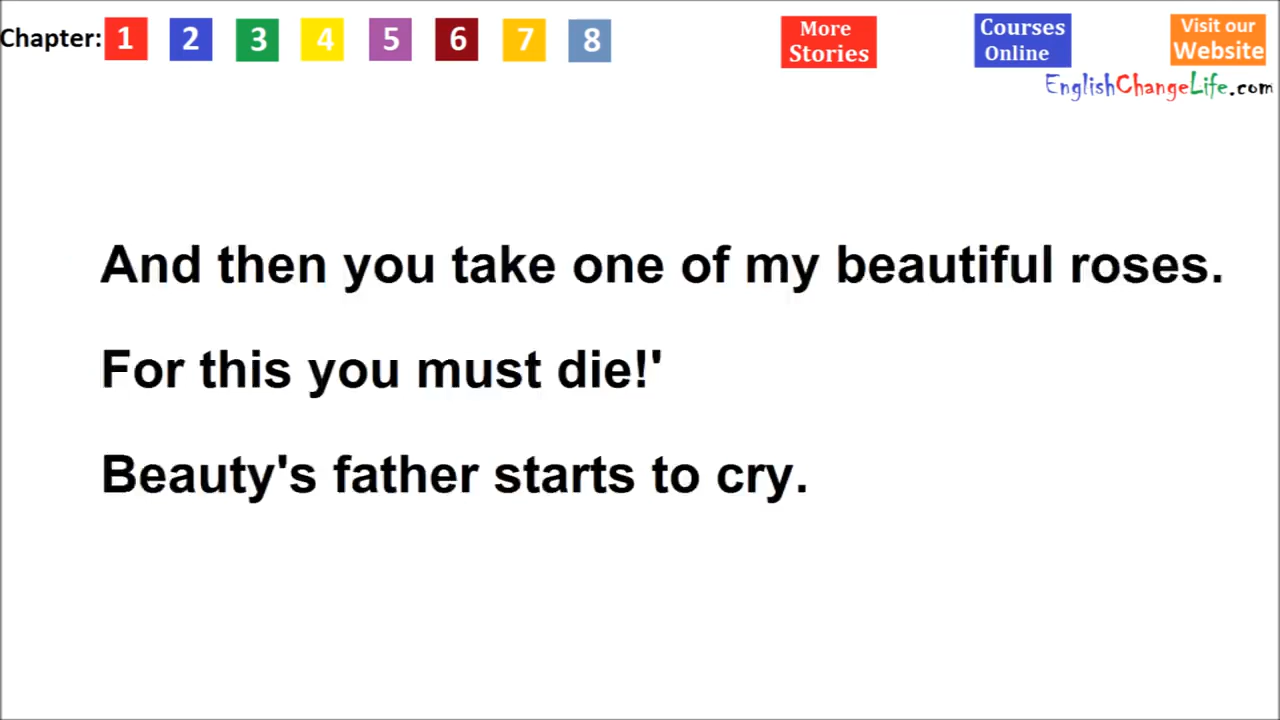 Chapter: 1 2 3 4 5 6 7 8
More
Stories
Courses
Online
Visit our
Website
EnglishChangeLife.com
And then you take one of my beautiful roses.
For this you must die!'
Beauty's father starts to cry.